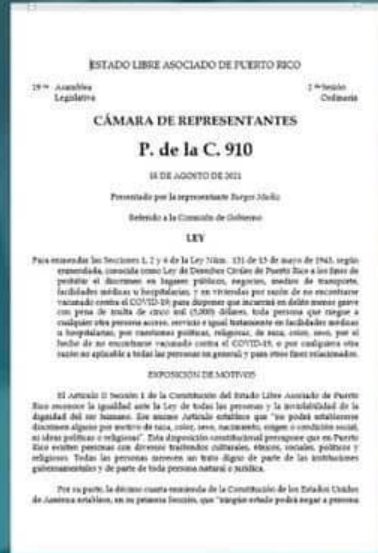 ESTADO LIBRE ASOCIADO DE PUERTO RICO
19 na Asamblea
Legislativa
2 da Sesión
Ordinaria
CÁMARA DE REPRESENTANTES
P. de la C. 910
18 DE AGOSTO DE 2021
Presentado por la representante Burgos Muñiz
Referido a la Comisión de Gobierno
LEY
Para enmendar las Secciones 1, 2 y 6 de la Ley Núm. 131 de 13 de mayo de 1943, según
enmendada, conocida como Ley de Derechos Civiles de Puerto Rico a los fines de
prohibir el discrimen en lugares públicos, negocios, medios de transporte,
facilidades médicas u hospitalarias, y en viviendas por razón de no encontrarse
vacunado contra el COVID-19; para disponer que incurrirá en delito menos grave
con pena de multa de cinco mil (5,000) dólares, toda persona que niegue a
cualquier otra persona acceso, servicio e igual tratamiento en facilidades médicas
u hospitalarias, por cuestiones políticas, religiosas, de raza, color, sexo, por el
hecho de no encontrarse vacunado contra el COVID-19, o por cualquiera otra
razón no aplicable a todas las personas en general; y para otros fines relacionados.
EXPOSICIÓN DE MOTIVOS
El Artículo II Sección 1 de la Constitución del Estado Libre Asociado de Puerto
Rico reconoce la igualdad ante la Ley de todas las personas y la inviolabilidad de la
dignidad del ser humano. Ese mismo Artículo establece que "no podrá establecerse
discrimen alguno por motivo de raza, color, sexo, nacimiento, origen o condición social,
ni ideas políticas o religiosas". Esta disposición constitucional presupone que en Puerto
Rico existen personas con diversos trasfondos culturales, étnicos, sociales, políticos y
religiosos. Todas las personas merecen un trato digno de parte de las instituciones
gubernamentales y de parte de toda persona natural o jurídica.
Por su parte, la décimo cuarta enmienda de la Constitución de los Estados Unidos
de América establece, en su primera Sección, que "ningún estado podrá negar a persona